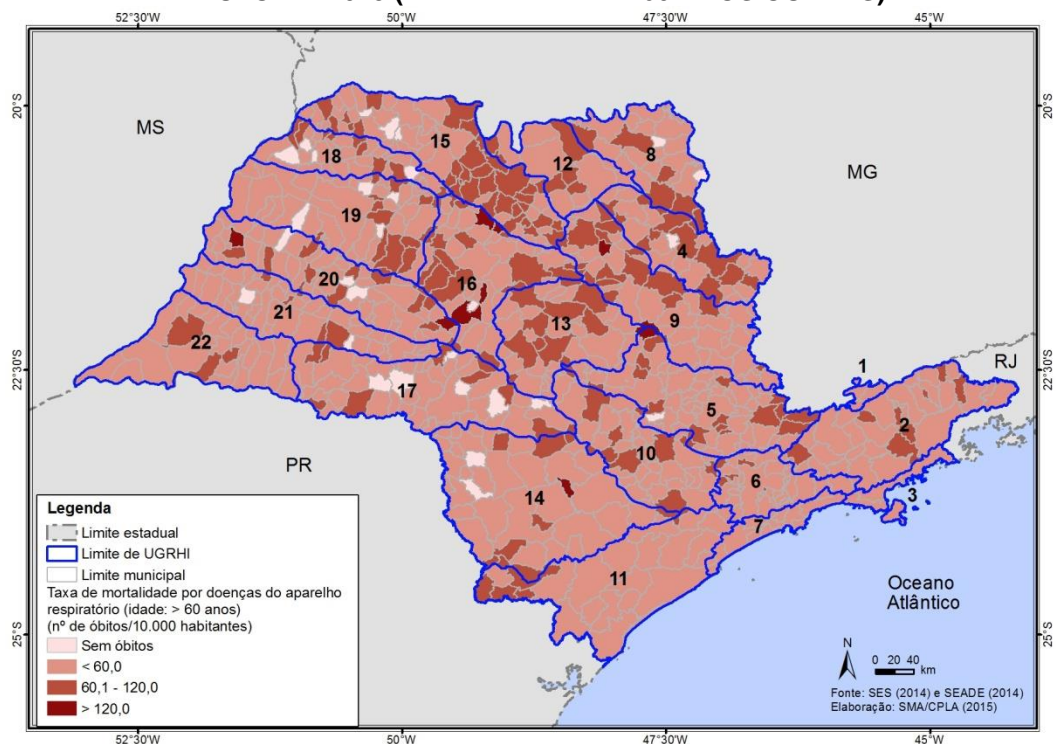 52°30'W 50°W 47°30'W 45°W
20°S 20°S
MS
MG
15
18
12
8
19
4
20
16
21
13
9
22
22°30'S 22°30'S
1
RJ
17
5
2
10
PR
6
3
14
7
11
Oceano
Atlântico
25°S 25°S
Legenda
Limite estadual
Limite de UGRHI
Limite municipal
Taxa de mortalidade por doenças do aparelho
respiratório (idade: > 60 anos)
(nº de óbitos/10.000 habitantes)
Sem óbitos
< 60,0
60,1 - 120,0
> 120,0
N
0 20 40
km
Fonte: SES (2014) e SEADE (2014)
Elaboração: SMA/CPLA (2015)
52°30'W 50°W 47°30'W 45°W